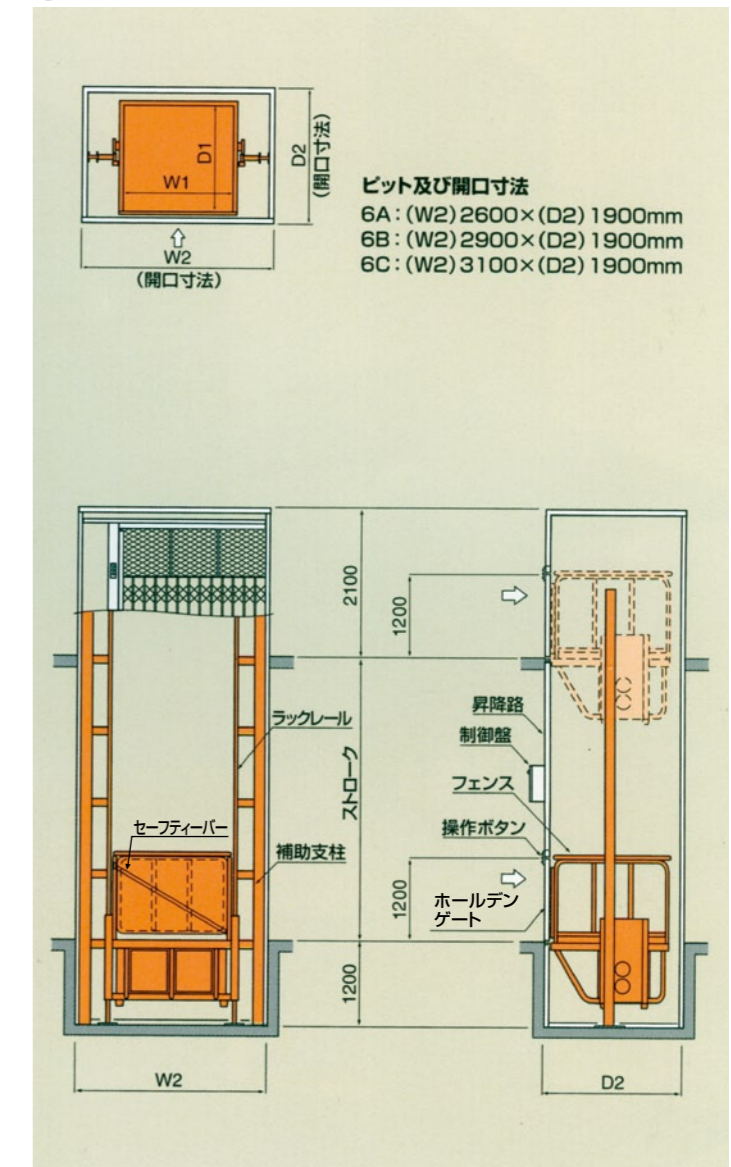 D1
W1
D2
(開口寸法)
W2
(開口寸法)
ピット及び開口寸法
6A:(W2)2600×(D2)1900mm
6B:(W2)2900×(D2)1900mm
6C:(W2)3100×(D2)1900mm
2100
1200
ラックレール
ストローク
セーフティーバー
補助支柱
昇降路
制御盤
フェンス
操作ボタン
1200
ホールデン
ゲート
1200
W2
D2